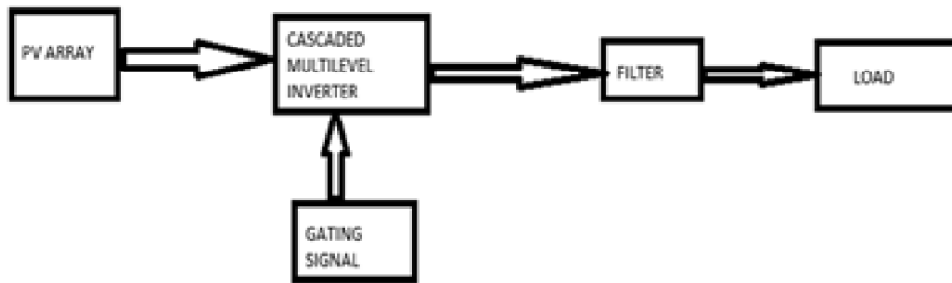 PV ARRAY
CASCADED
MULTILEVEL
INVERTER
FILTER
LOAD
GATING
SIGNAL